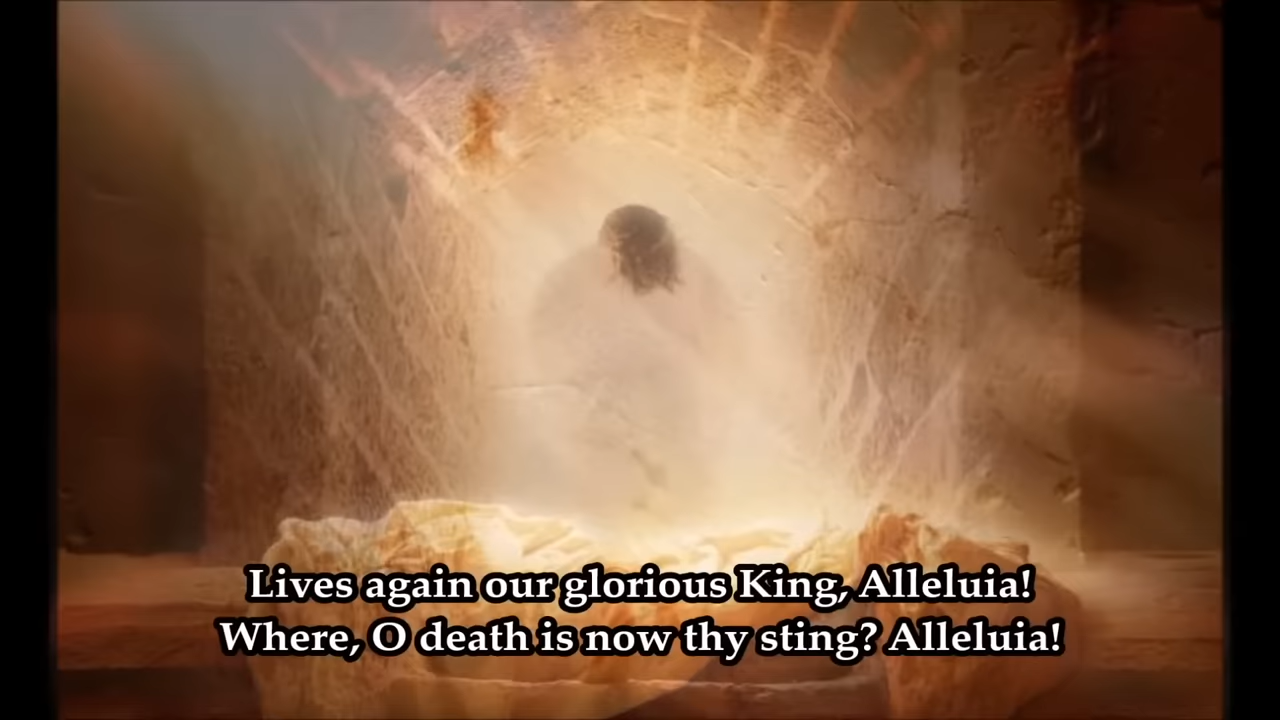 Lives again our glorious King, Alleluia!
Where, O death is now thy sting? Alleluia!